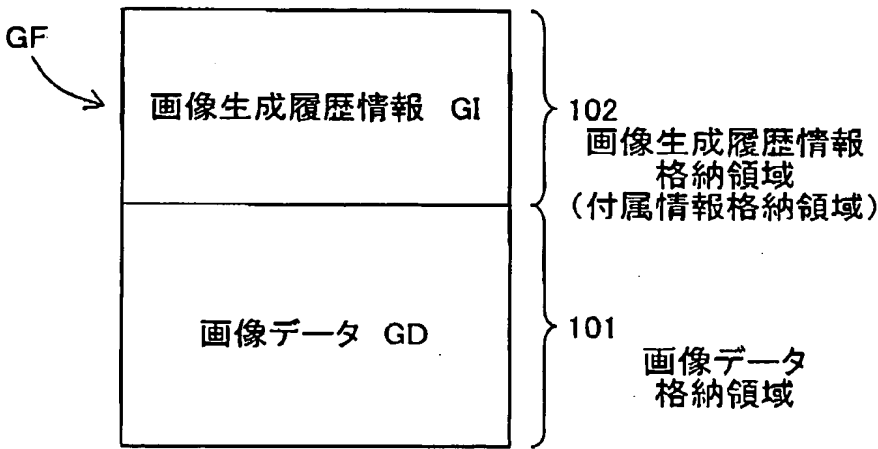 GF
画像生成履歴情報 GI
102
画像生成履歴情報
格納領域
(付属情報格納領域)
画像データ GD
101
画像データ
格納領域